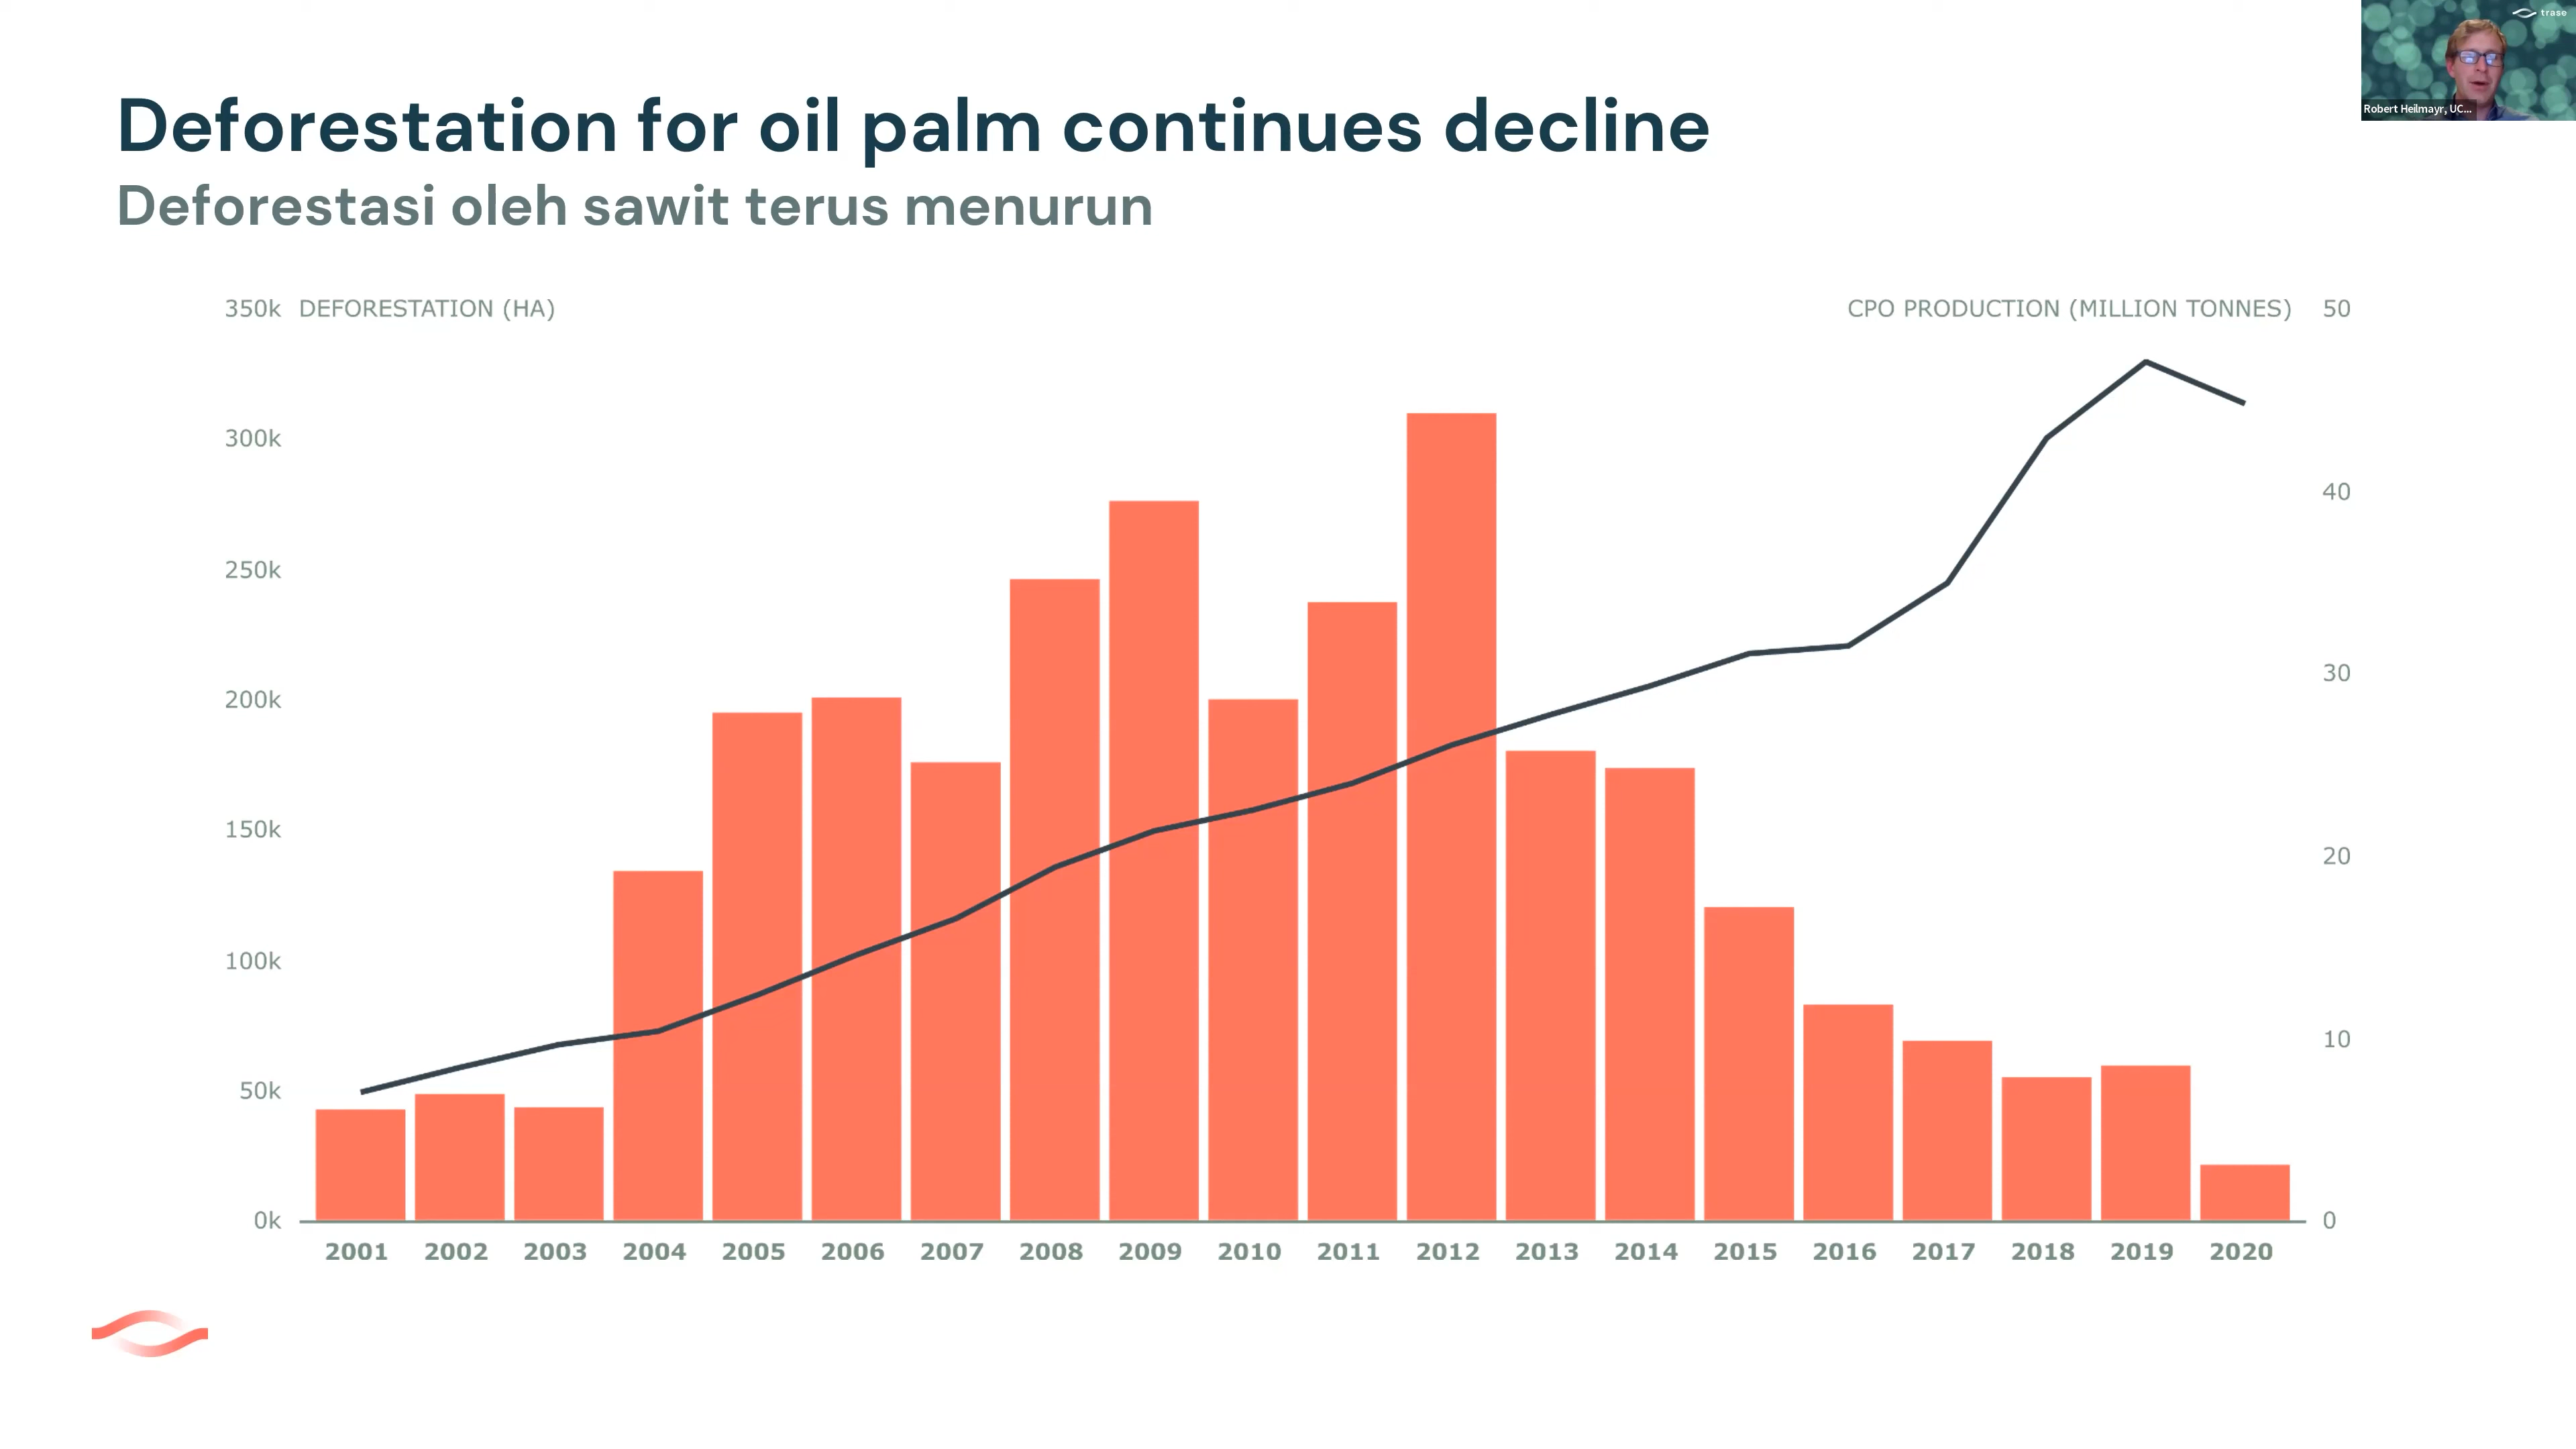 trase
Robert Heilmayr, UC...
Deforestation for oil palm continues decline
Deforestasi oleh sawit terus menurun
350k DEFORESTATION (HA)
CPO PRODUCTION (MILLION TONNES) 50
300k
250k
200k
150k
100k
50k
0k
40
30
20
10
0
2001 2002 2003 2004 2005 2006 2007 2008 2009 2010 2011 2012 2013 2014 2015 2016 2017 2018 2019 2020